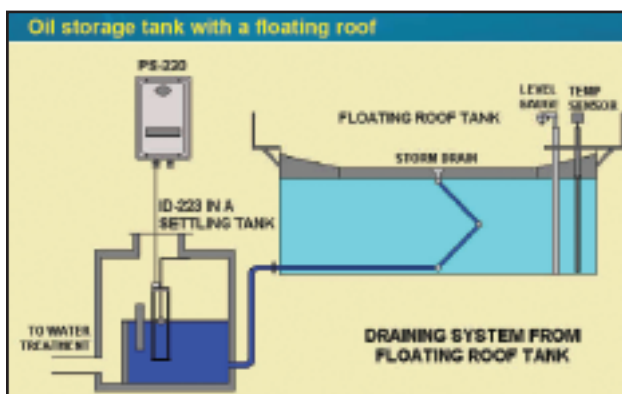 Oil storage tank with a floating roof
PS-220
LEVEL
GAUGE
TEMP
SENSOR
FLOATING ROOF TANK
STORM DRAIN
ID-223 IN A
SETTLING TANK
TO WATER
TREATMENT
DRAINING SYSTEM FROM
FLOATING ROOF TANK